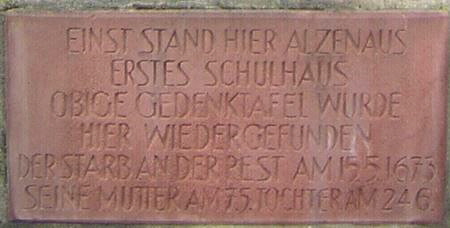 EINST STAND HIER ALZENAUS
ERSTES SCHULHAUS
OBIGE GEDENKTAFEL WURDE
HIER WIEDERGEFUNDEN
DER STARB AN DER PEST AM 15.5.1673
SEINE MUTTER AM 7.5. TOCHTER AM 24.6.